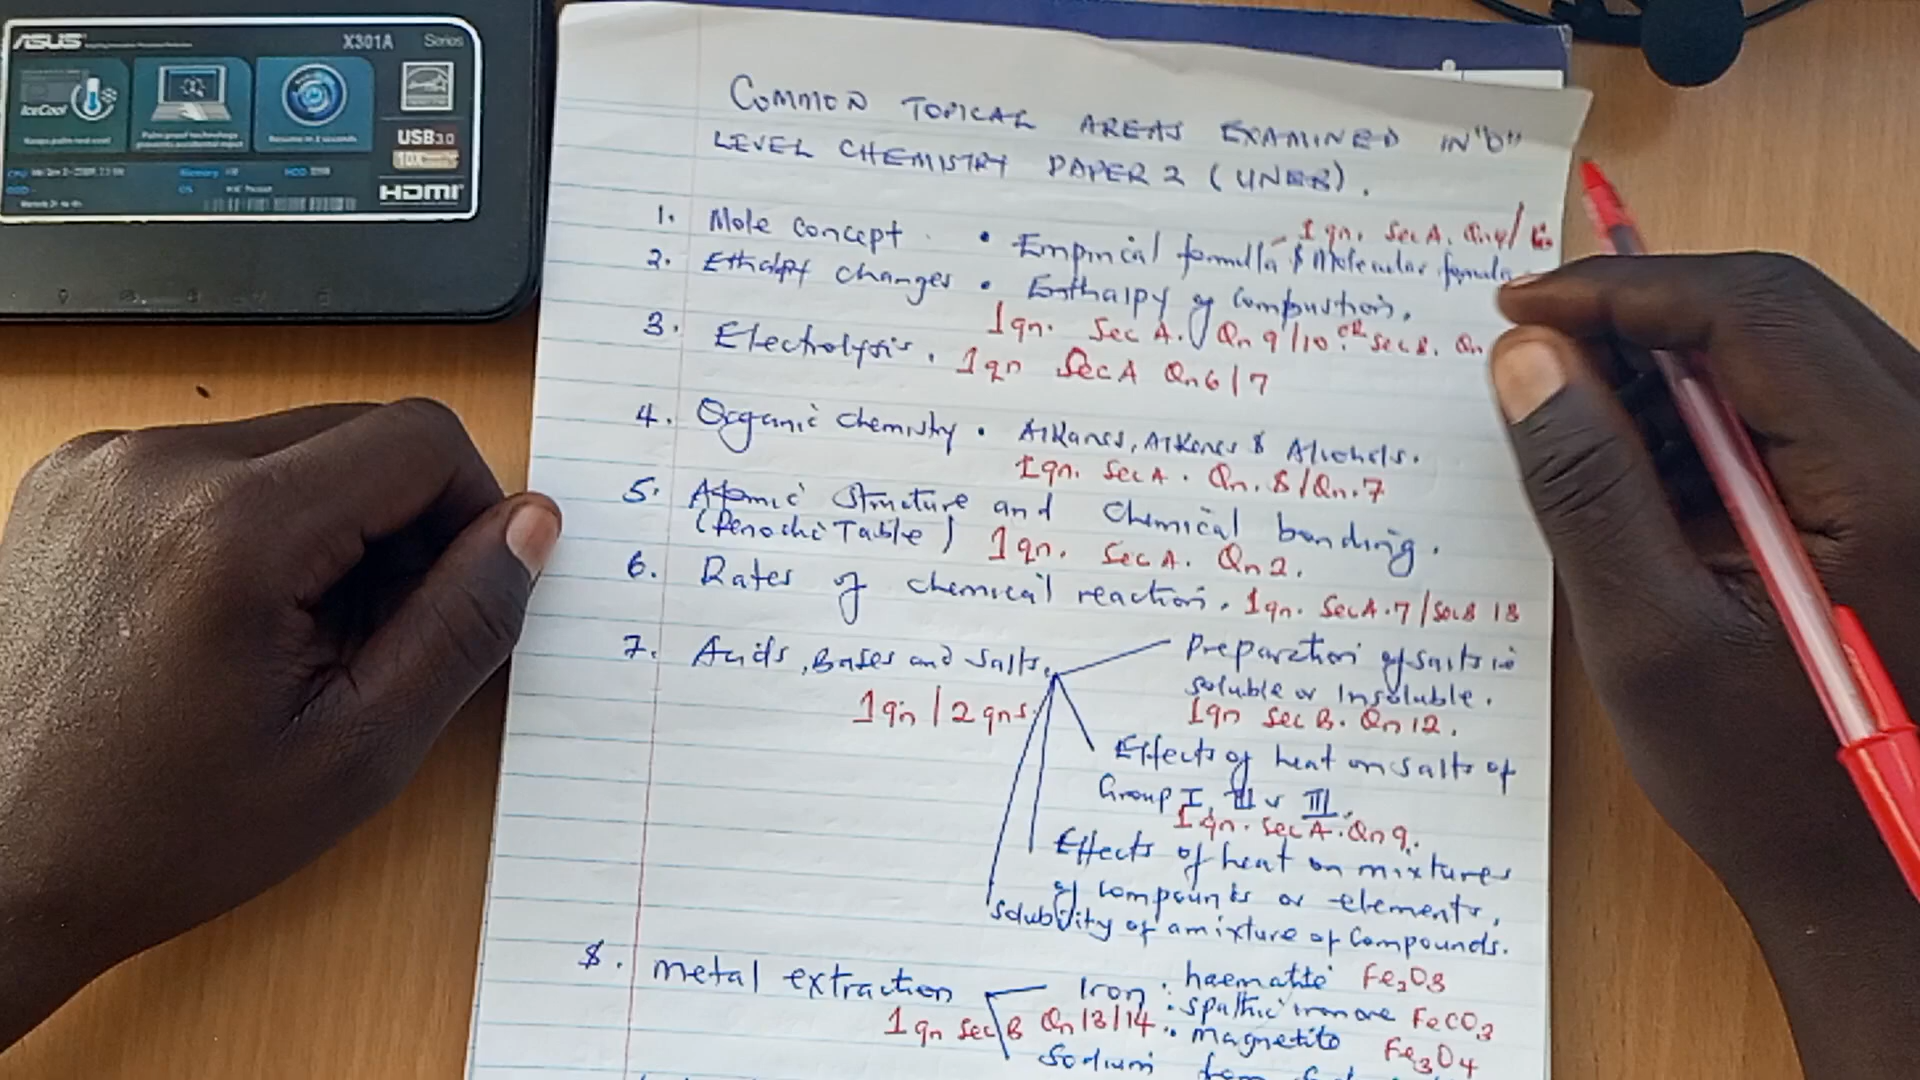 ASUS
X301A Series
IceCool
USB3.0
HDMI
COMMON TOPICAL AREAS EXAMINED IN "O"
LEVEL CHEMISTRY PAPER 2 (UNEB).
1. Mole concept • Empirical formula & Molecular formula
1 qn. Sec A. Qn4/
2. Ethalpy changes • Enthalpy of Combustion.
1 qn. Sec A. Qn 9/10. OR Sec B. Qn
3. Electrolysis. 1 qn Sec A Qn 6/7
4. Organic chemistry • Alkanes, Alkenes & Alcohols.
1 qn. Sec A. Qn. 8/Qn. 7
5. Atomic structure and chemical bonding.
(Periodic Table) 1 qn. Sec A. Qn 2.
6. Rates of chemical reaction. 1 qn. Sec A. 7/Sec B 13
7. Acids, Bases and Salts.
1 qn / 2 qns.
Preparation of salts ie
soluble or Insoluble.
1 qn Sec B. Qn 12.
Effects of heat on salts of
Group I, II & III.
1 qn. Sec A. Qn 9.
Effects of heat on mixtures
of compounds or elements,
Solubility of a mixture of Compounds.
8. metal extraction
1 qn Sec B Qn 13/14
Iron : haematite Fe2O3
: spathic iron ore FeCO3
: magnetite Fe3O4
Sodium from